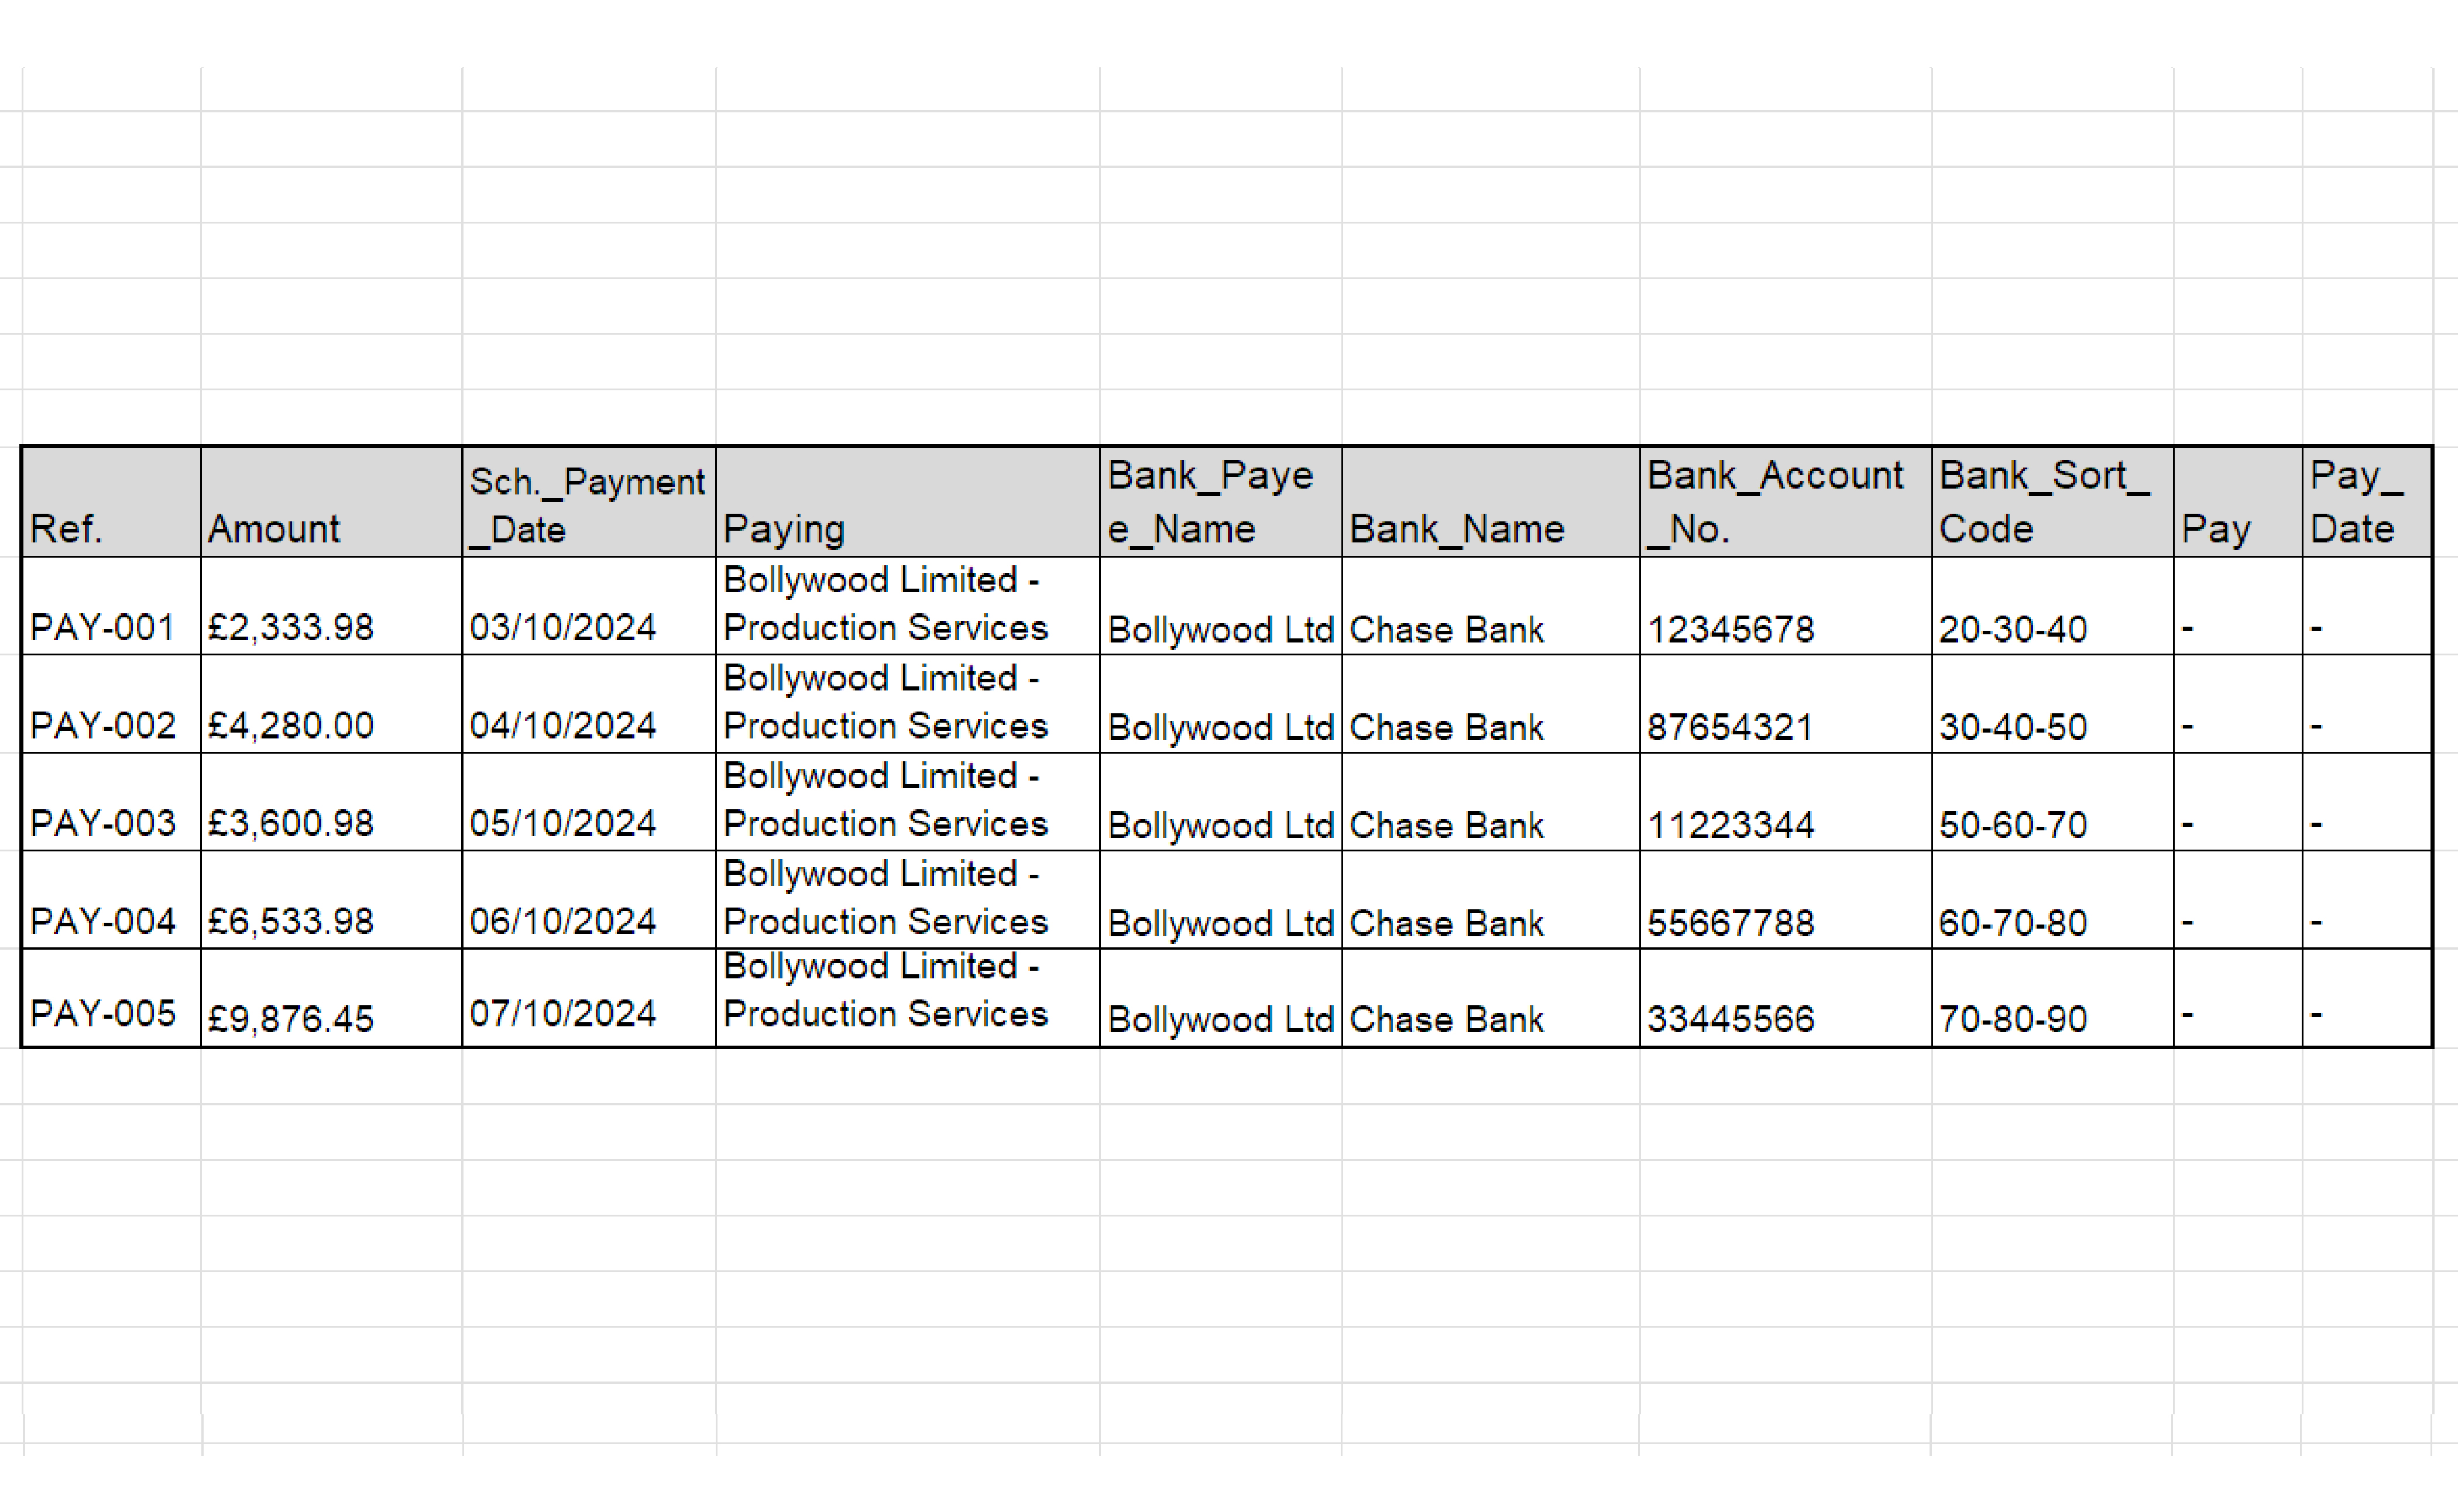 Ref. Amount Sch._Payment_Date Paying Bank_Payee_Name Bank_Name Bank_Account_No. Bank_Sort_Code Pay Pay_Date
PAY-001 £2,333.98 03/10/2024 Bollywood Limited - Production Services Bollywood Ltd Chase Bank 12345678 20-30-40 - -
PAY-002 £4,280.00 04/10/2024 Bollywood Limited - Production Services Bollywood Ltd Chase Bank 87654321 30-40-50 - -
PAY-003 £3,600.98 05/10/2024 Bollywood Limited - Production Services Bollywood Ltd Chase Bank 11223344 50-60-70 - -
PAY-004 £6,533.98 06/10/2024 Bollywood Limited - Production Services Bollywood Ltd Chase Bank 55667788 60-70-80 - -
PAY-005 £9,876.45 07/10/2024 Bollywood Limited - Production Services Bollywood Ltd Chase Bank 33445566 70-80-90 - -